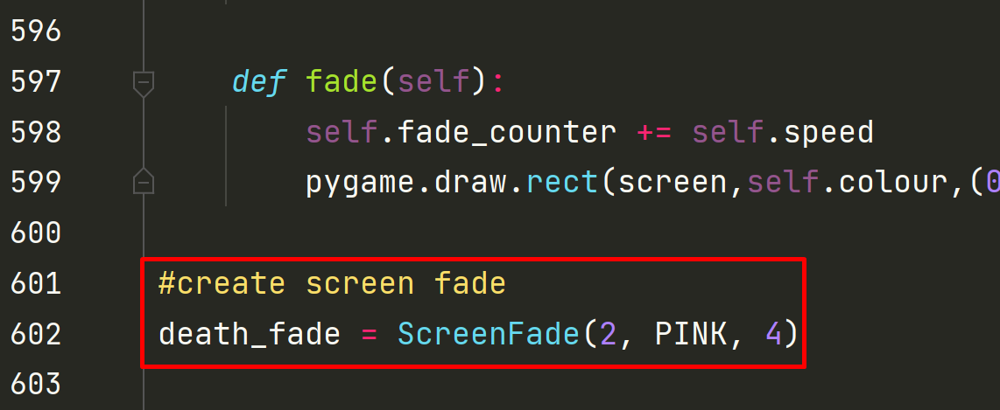 596
597 def fade(self):
598 self.fade_counter += self.speed
599 pygame.draw.rect(screen,self.colour,(0
600
601 #create screen fade
602 death_fade = ScreenFade(2, PINK, 4)
603